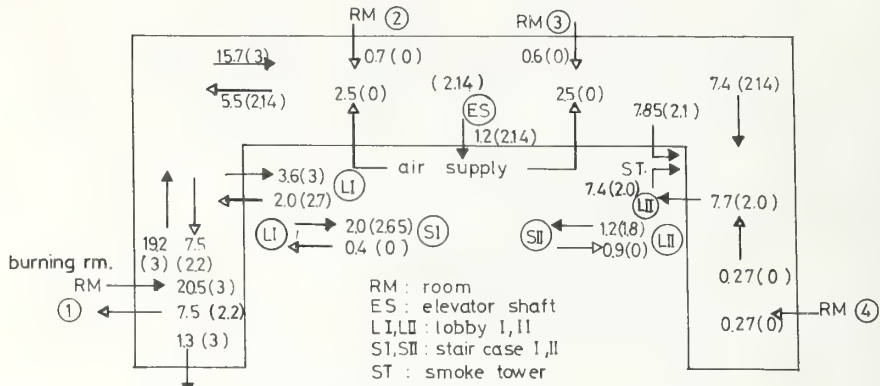 RM ②
RM ③
15.7(3)
0.7 (0)
0.6(0)
(2.14)
7.4 (214)
5.5(2.14)
2.5(0)
ES
2.5(0)
7.85(2.1)
1.2(2.14)
3.6(3)
LI
air supply
ST.
2.0(2.7)
7.4(2.0)
LII
7.7(2.0)
LI
2.0(2.65)
SI
SII
1.2(1.8)
LII
0.4 (0)
0.9(0)
19.2 7.5
(3) (2.2)
burning rm.
RM
20.5(3)
0.27(0)
①
7.5 (2.2)
RM : room
ES : elevator shaft
0.27(0)
RM ④
1.3 (3)
LI,LII : lobby I,II
SI,SII : stair case I,II
ST : smoke tower